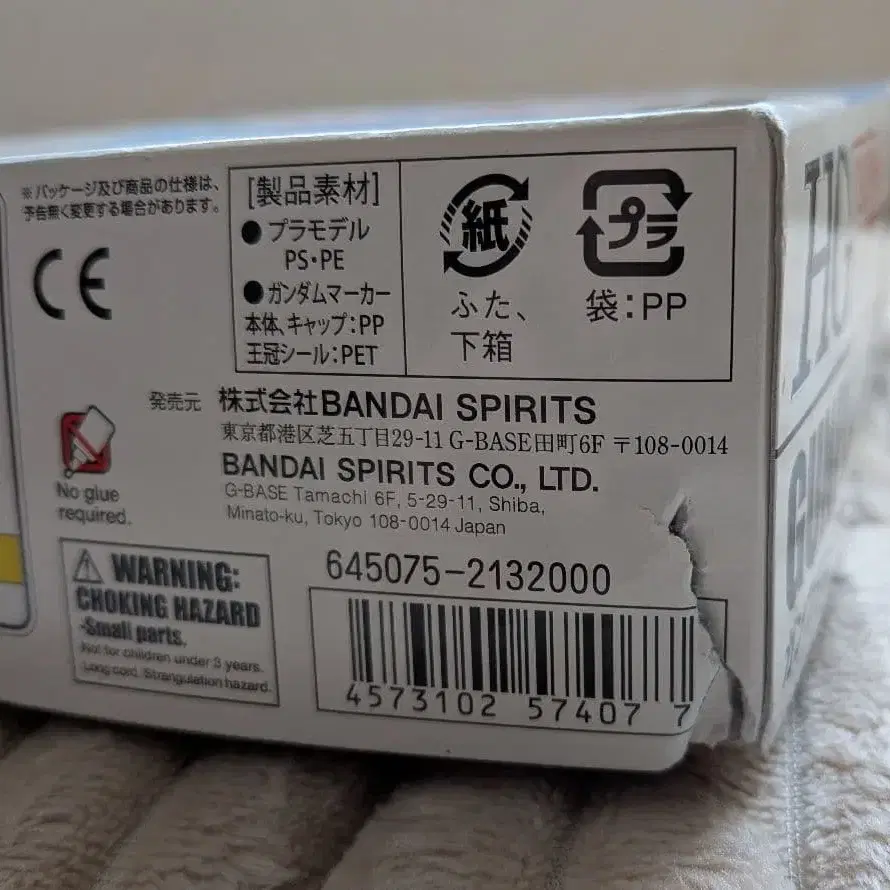 ※パッケージ及び商品の仕様は、
予告無く変更する場合があります。
CE
[製品素材]
●プラモデル
PS・PE
●ガンダムマーカー
本体、キャップ:PP
王冠シール:PET
紙
ふた、
下箱
プラ
袋:PP
No glue
required.
発売元 株式会社BANDAI SPIRITS
東京都港区芝五丁目29-11 G-BASE田町6F 〒108-0014
BANDAI SPIRITS CO., LTD.
G-BASE Tamachi 6F, 5-29-11, Shiba,
Minato-ku, Tokyo 108-0014 Japan
WARNING:
CHOKING HAZARD
-Small parts.
Not for children under 3 years.
Long cord. Strangulation hazard.
645075-2132000
4573102 57407 7
HG